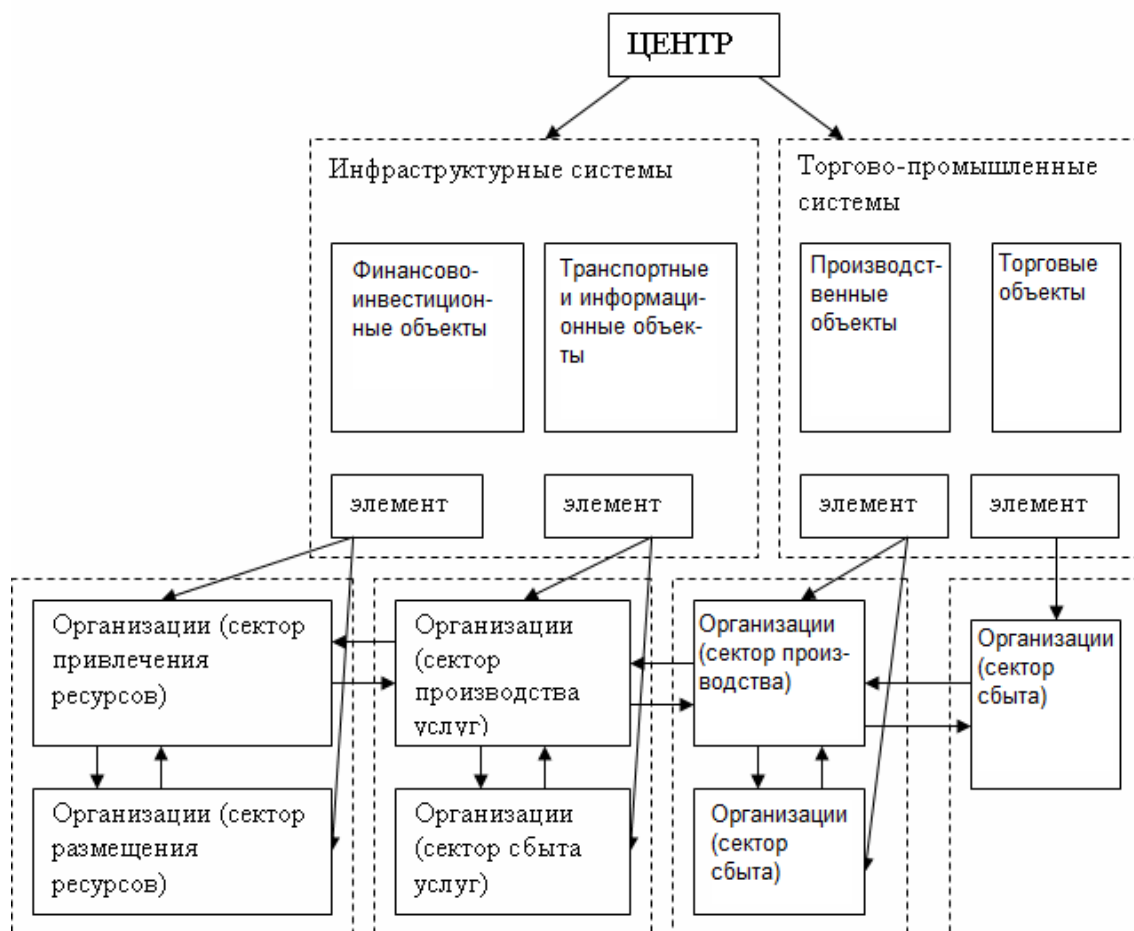 ЦЕНТР
Инфраструктурные системы
Торгово-промышленные
системы
Финансово-
инвестицион-
ные объекты
Транспортные
и информаци-
онные объек-
ты
Производст-
венные
объекты
Торговые
объекты
элемент
элемент
элемент
элемент
Организации (сектор
привлечения
ресурсов)
Организации
(сектор
производства
услуг)
Организации
(сектор произ-
водства)
Организации
(сектор
сбыта)
Организации (сектор
размещения
ресурсов)
Организации
(сектор сбыта
услуг)
Организации
(сектор
сбыта)